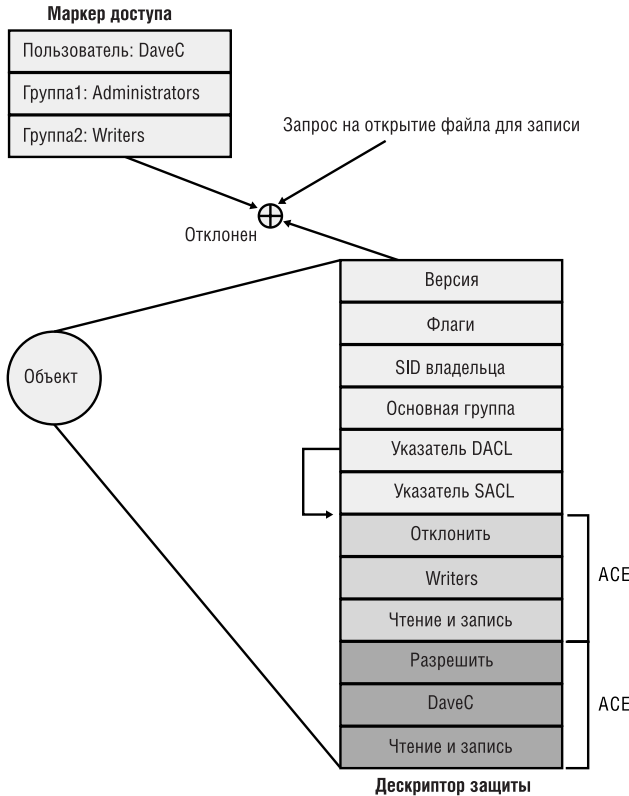 Маркер доступа
Пользователь: DaveC
Группа1: Administrators
Группа2: Writers
Запрос на открытие файла для записи
Отклонен
Объект
Версия
Флаги
SID владельца
Основная группа
Указатель DACL
Указатель SACL
Отклонить
Writers
Чтение и запись
ACE
Разрешить
DaveC
Чтение и запись
ACE
Дескриптор защиты